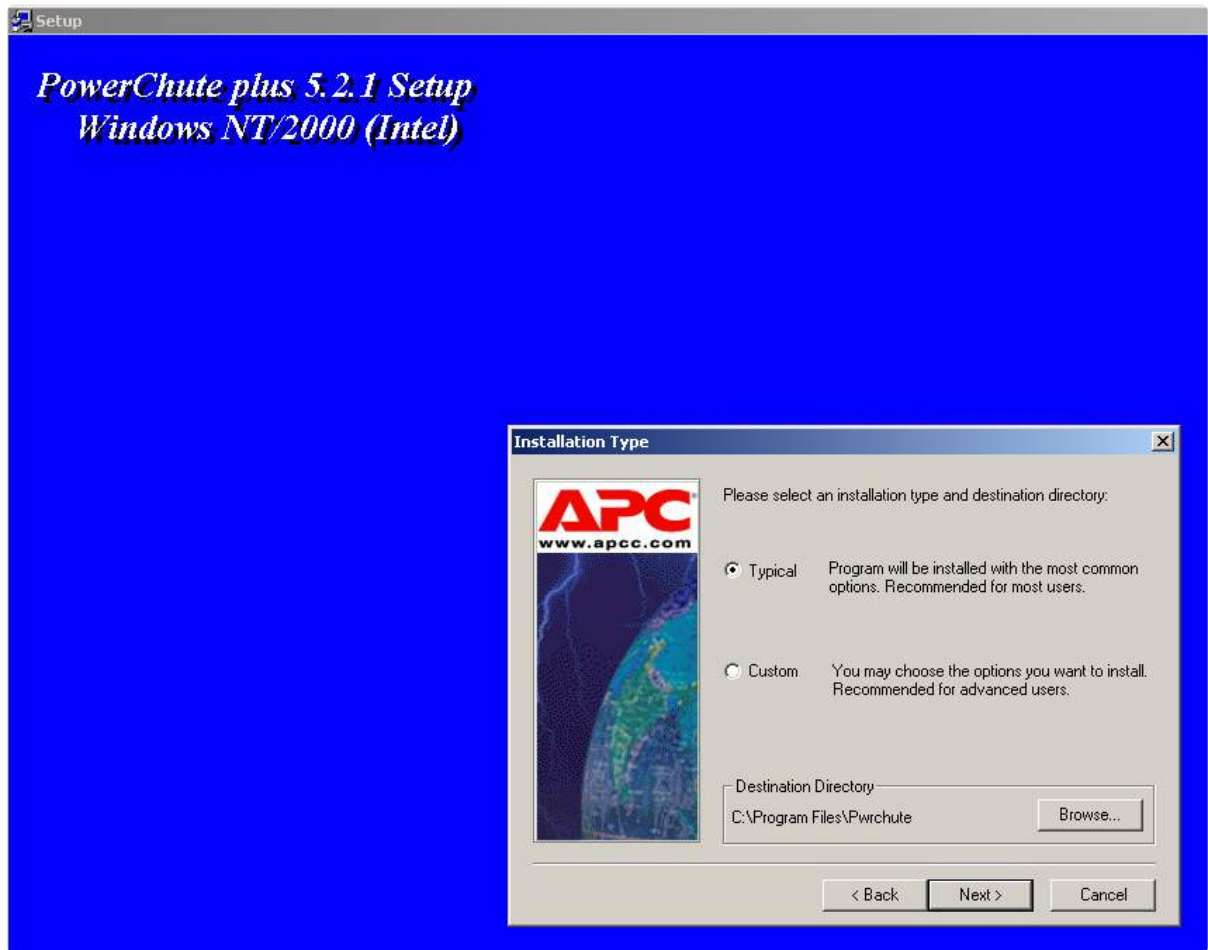 Setup
PowerChute plus 5.2.1 Setup
Windows NT/2000 (Intel)
Installation Type
APC
www.apcc.com
Please select an installation type and destination directory:
Typical Program will be installed with the most common
options. Recommended for most users.
Custom You may choose the options you want to install.
Recommended for advanced users.
Destination Directory
C:\Program Files\Pwrchute Browse...
< Back Next > Cancel